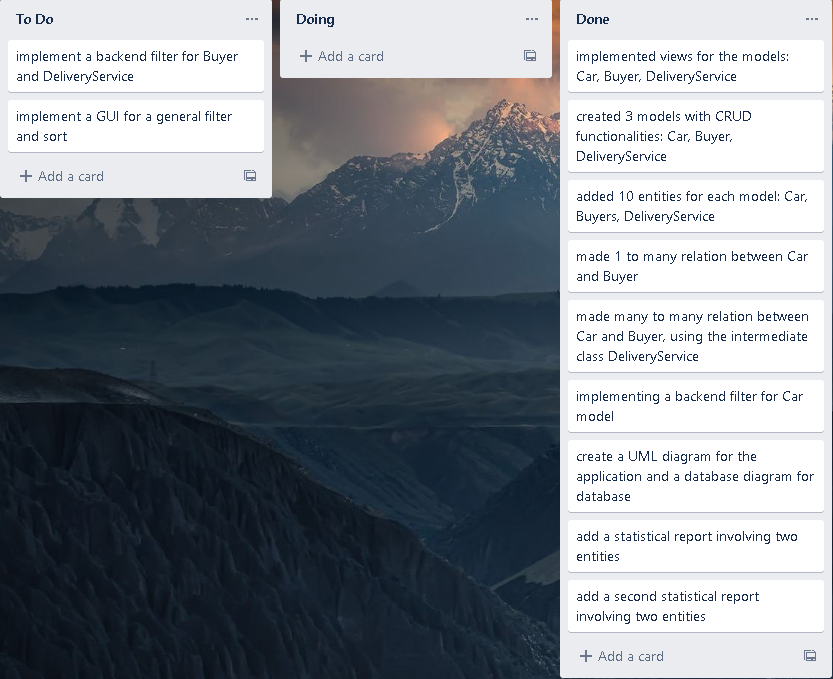 To Do
implement a backend filter for Buyer
and DeliveryService
implement a GUI for a general filter
and sort
Add a card
Doing
Add a card
Done
implemented views for the models:
Car, Buyer, DeliveryService
created 3 models with CRUD
functionalities: Car, Buyer,
DeliveryService
added 10 entities for each model: Car,
Buyers, DeliveryService
made 1 to many relation between Car
and Buyer
made many to many relation between
Car and Buyer, using the intermediate
class DeliveryService
implementing a backend filter for Car
model
create a UML diagram for the
application and a database diagram for
database
add a statistical report involving two
entities
add a second statistical report
involving two entities
Add a card